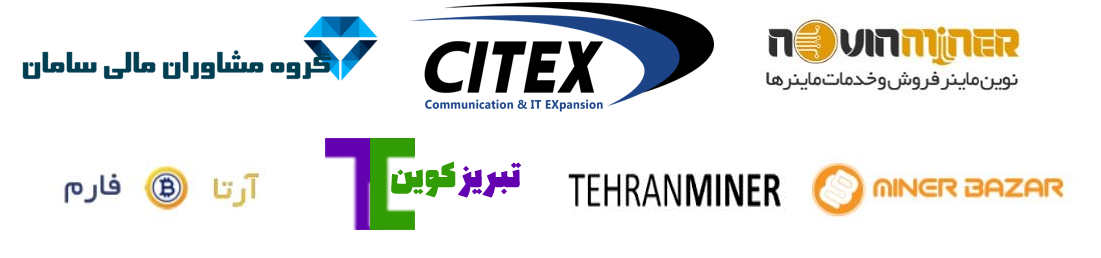 گروه مشاوران مالی سامان
CITEX
Communication & IT EXpansion
NOVINMINER
نوین‌ماینر فروش و خدمات ماینرها
آرتا فارم
TC
تبریز کوین
TEHRANMINER
MINER BAZAR